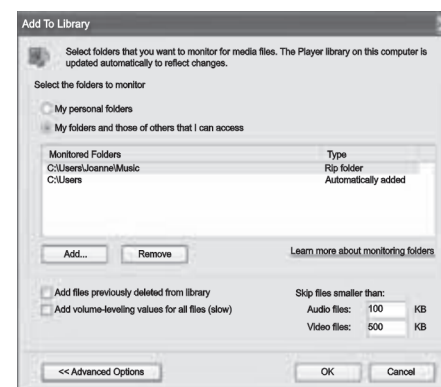 Add To Library
Select folders that you want to monitor for media files. The Player library on this computer is
updated automatically to reflect changes.
Select the folders to monitor
My personal folders
My folders and those of others that I can access
Monitored Folders Type
C:\Users\Joanne\Music Rip folder
C:\Users Automatically added
Add... Remove Learn more about monitoring folders
Add files previously deleted from library Skip files smaller than:
Add volume-leveling values for all files (slow) Audio files: 100 KB
Video files: 500 KB
<< Advanced Options OK Cancel